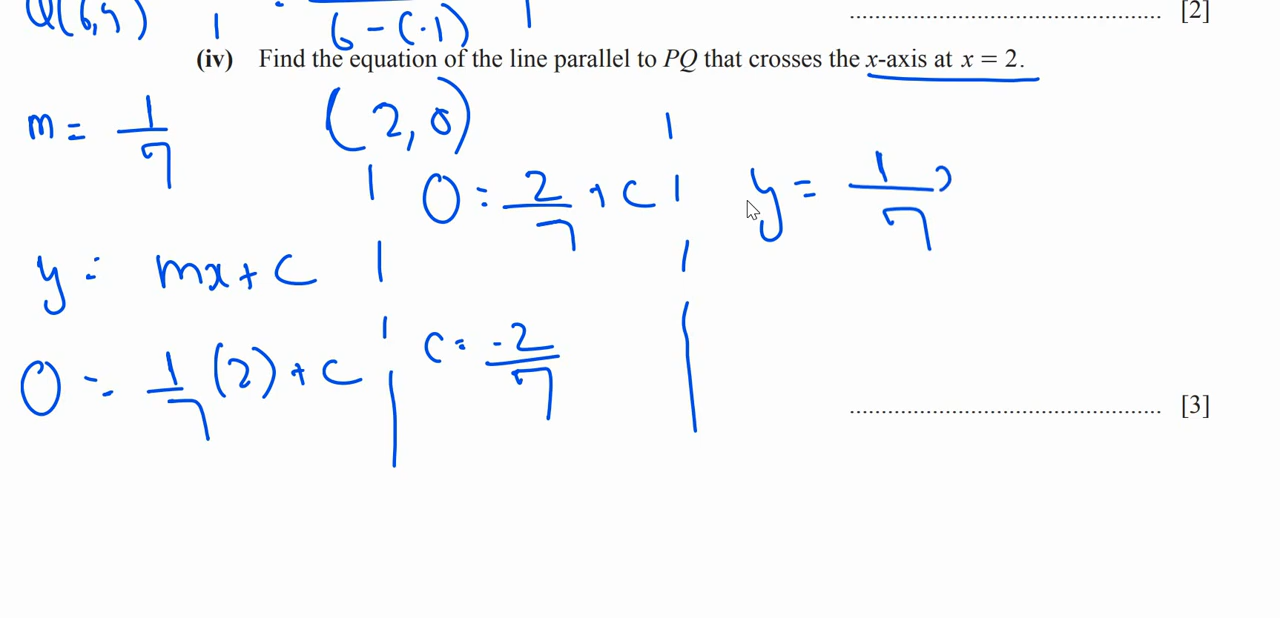 Q(6,4) 6-(-1)
[2]
(iv) Find the equation of the line parallel to PQ that crosses the x-axis at x = 2.
m = 1/7
(2,0)
0 = 2/7 + c
y = 1/7
y = mx + c
c = -2/7
0 = 1/7 (2) + c
[3]